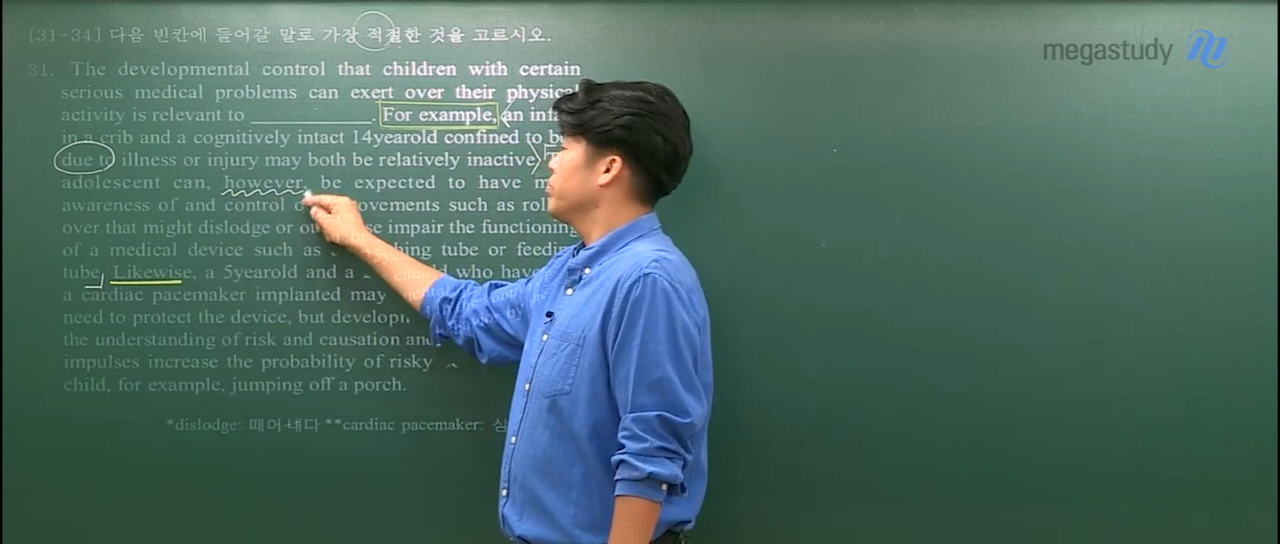 [31-34] 다음 빈칸에 들어갈 말로 가장 적절한 것을 고르시오.
megastudy
31. The developmental control that children with certain
serious medical problems can exert over their physical
activity is relevant to ____________. For example, an
in a crib and a cognitively intact 14yearold confined to
due to illness or injury may both be relatively inactive.
adolescent can, however, be expected to have
awareness of and control such as
over that might dislodge or impair the functioning
of a medical device such as tube or
tube. Likewise, a 5yearold and a who have
a cardiac pacemaker implanted may
need to protect the device, but
the understanding of risk and causation
impulses increase the probability of risky
child, for example, jumping off a porch.
*dislodge: 떼어내다 **cardiac pacemaker: